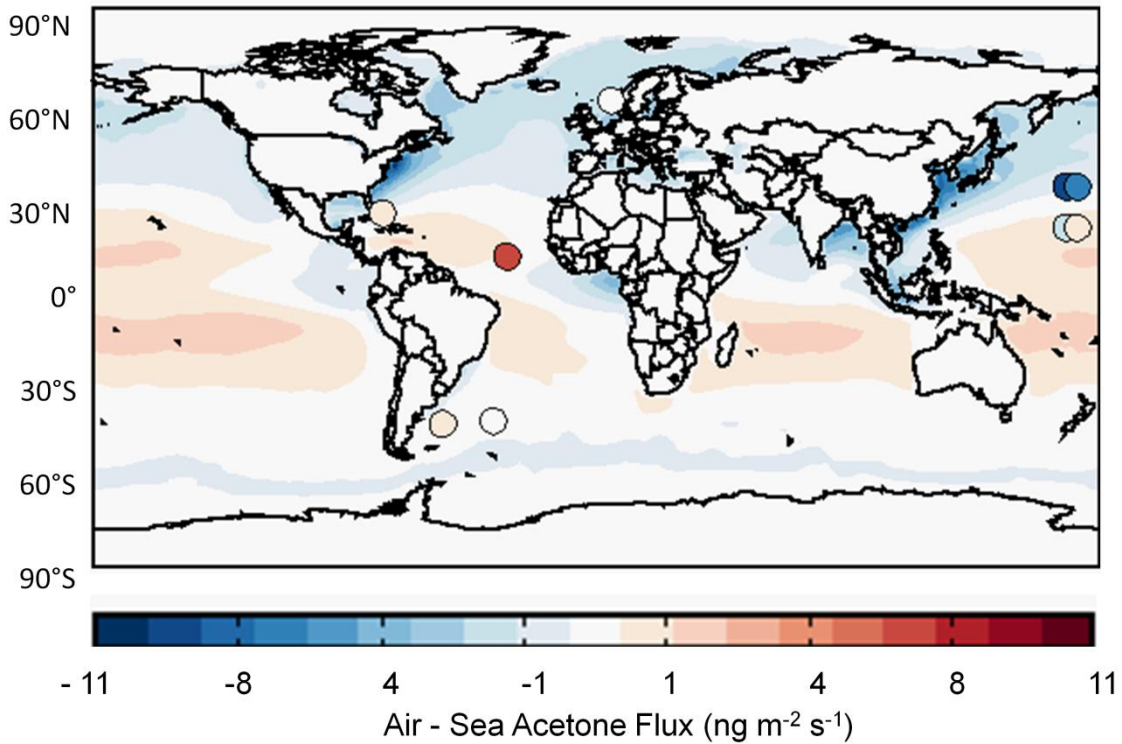 90°N
60°N
30°N
0°
30°S
60°S
90°S
- 11 -8 4 -1 1 4 8 11
Air - Sea Acetone Flux (ng m⁻² s⁻¹)